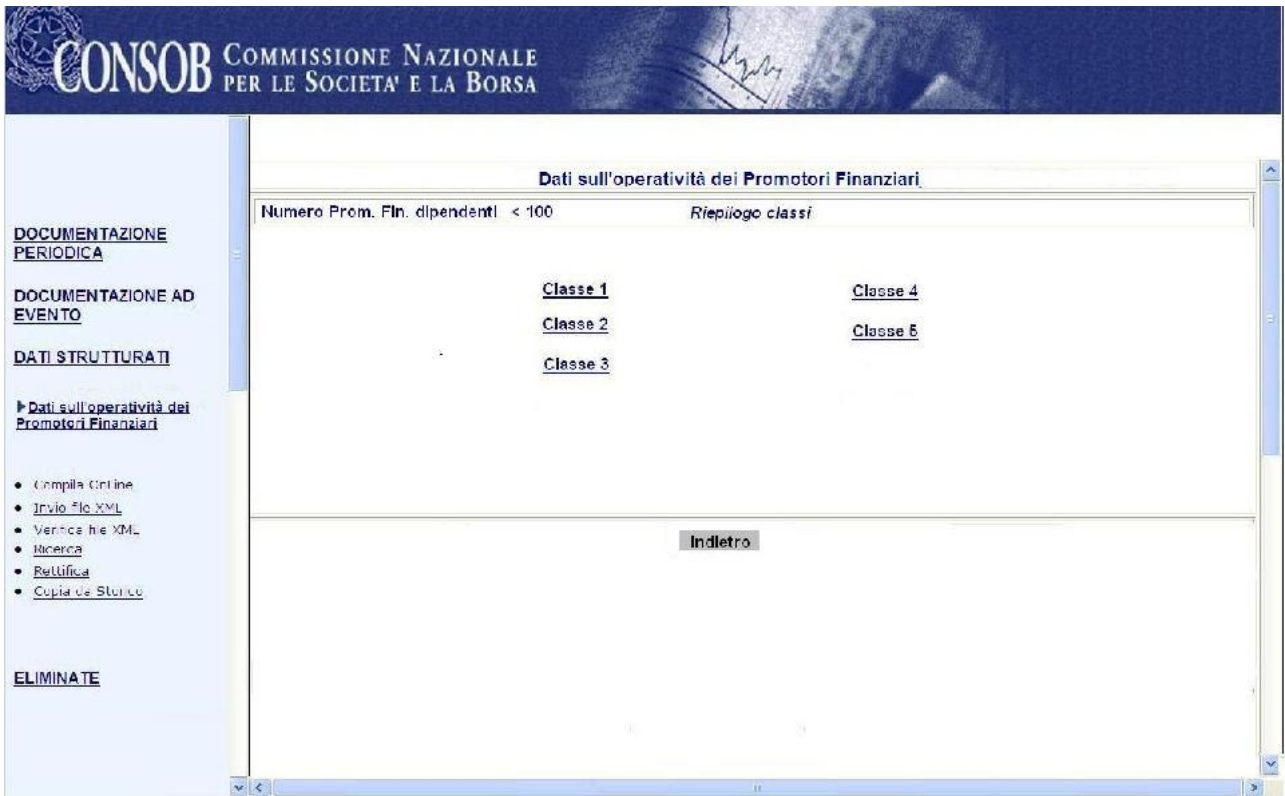 CONSOB COMMISSIONE NAZIONALE
PER LE SOCIETA' E LA BORSA
DOCUMENTAZIONE
PERIODICA
DOCUMENTAZIONE AD
EVENTO
DATI STRUTTURATI
Dati sull'operatività dei
Promotori Finanziari
Compila OnLine
Invio file XML
Verifica file XML
Ricerca
Rettifica
Copia da Storico
ELIMINATE
Dati sull'operatività dei Promotori Finanziari
Numero Prom. Fin. dipendenti < 100 Riepilogo classi
Classe 1 Classe 4
Classe 2 Classe 5
Classe 3
Indietro